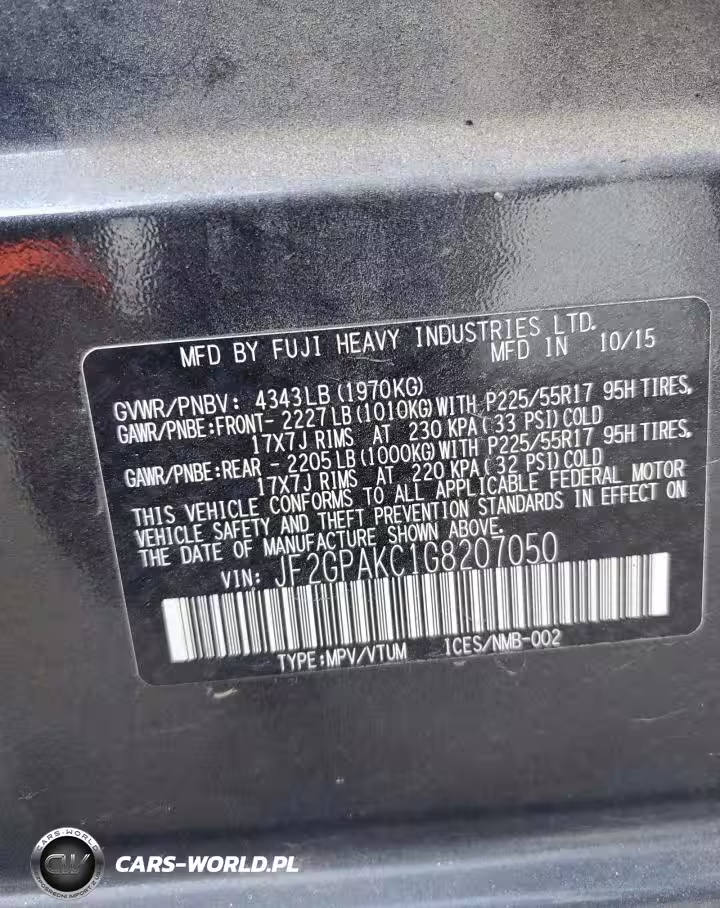 MFD BY FUJI HEAVY INDUSTRIES LTD.
MFD IN 10/15
GVWR/PNBV: 4343LB(1970KG)
GAWR/PNBE:FRONT- 2227LB(1010KG)WITH P225/55R17 95H TIRES,
17X7J RIMS AT 230 KPA(33 PSI)COLD
GAWR/PNBE:REAR - 2205LB(1000KG)WITH P225/55R17 95H TIRES,
17X7J RIMS AT 220 KPA(32 PSI)COLD
THIS VEHICLE CONFORMS TO ALL APPLICABLE FEDERAL MOTOR
VEHICLE SAFETY AND THEFT PREVENTION STANDARDS IN EFFECT ON
THE DATE OF MANUFACTURE SHOWN ABOVE.
VIN: JF2GPAKC1G8207050
TYPE:MPV/VTUM ICES/NMB-002
CARS-WORLD
CW
CARS-WORLD.PL